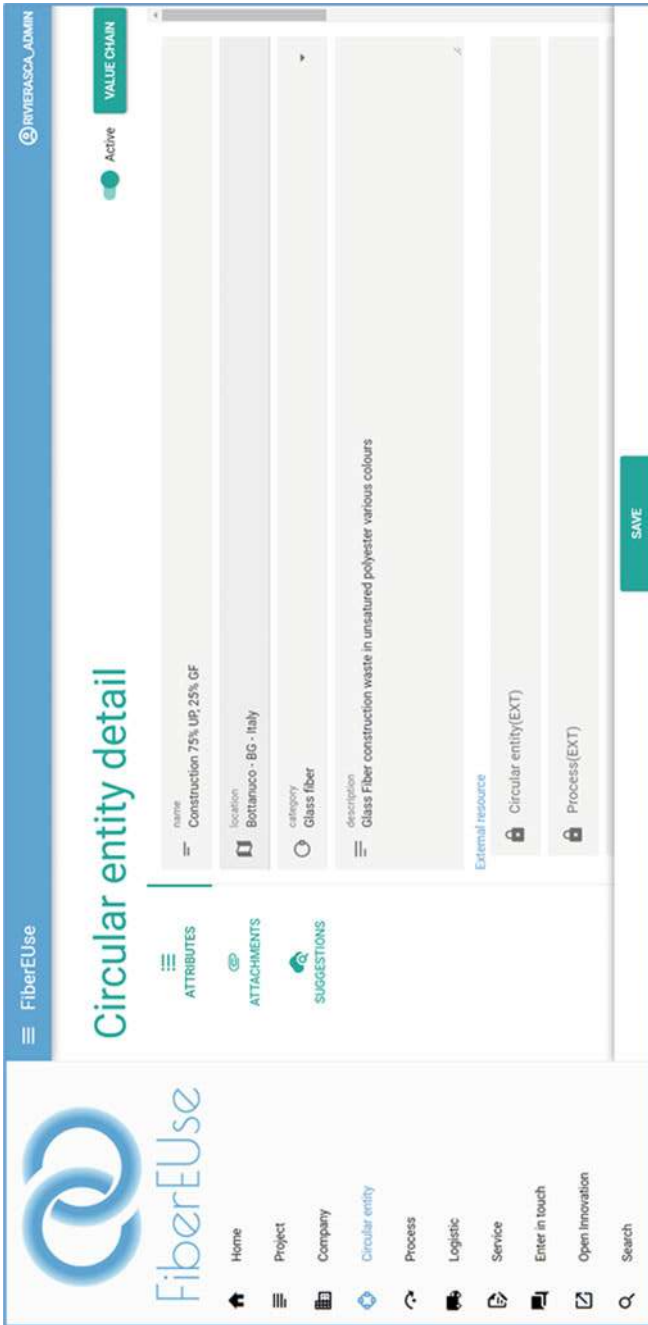 FiberEUse
Home
Project
Company
Circular entity
Process
Logistic
Service
Enter in touch
Open Innovation
Search
FiberEUse
RIVIERASCA_ADMIN
Circular entity detail
Active
VALUE CHAIN
ATTRIBUTES
ATTACHMENTS
SUGGESTIONS
name
Construction 75% UP, 25% GF
location
Bottanuco - BG - Italy
category
Glass fiber
description
Glass Fiber construction waste in unsatured polyester various colours
External resource
Circular entity(EXT)
Process(EXT)
SAVE